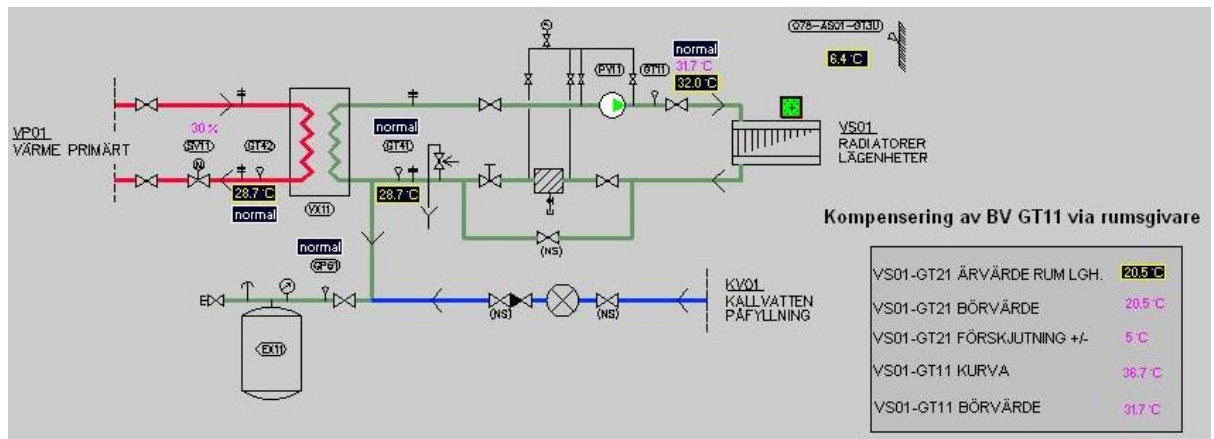 O78-AS01-GT3U
6.4°C
normal
PV11
GT11
31.7°C
32.0°C
VP01
VÄRME PRIMÄRT
30%
SV11
GT42
28.7°C
normal
VX11
normal
GT41
28.7°C
VS01
RADIATORER
LÄGENHETER
normal
GP61
(NS)
(NS)
(NS)
KV01
KALLVATTEN
PÅFYLLNING
E
EX11
Kompensering av BV GT11 via rumsgivare
VS01-GT21 ÄRVÄRDE RUM LGH. 20.5°C
VS01-GT21 BÖRVÄRDE 20.5°C
VS01-GT21 FÖRSKJUTNING +/- 5°C
VS01-GT11 KURVA 36.7°C
VS01-GT11 BÖRVÄRDE 31.7°C